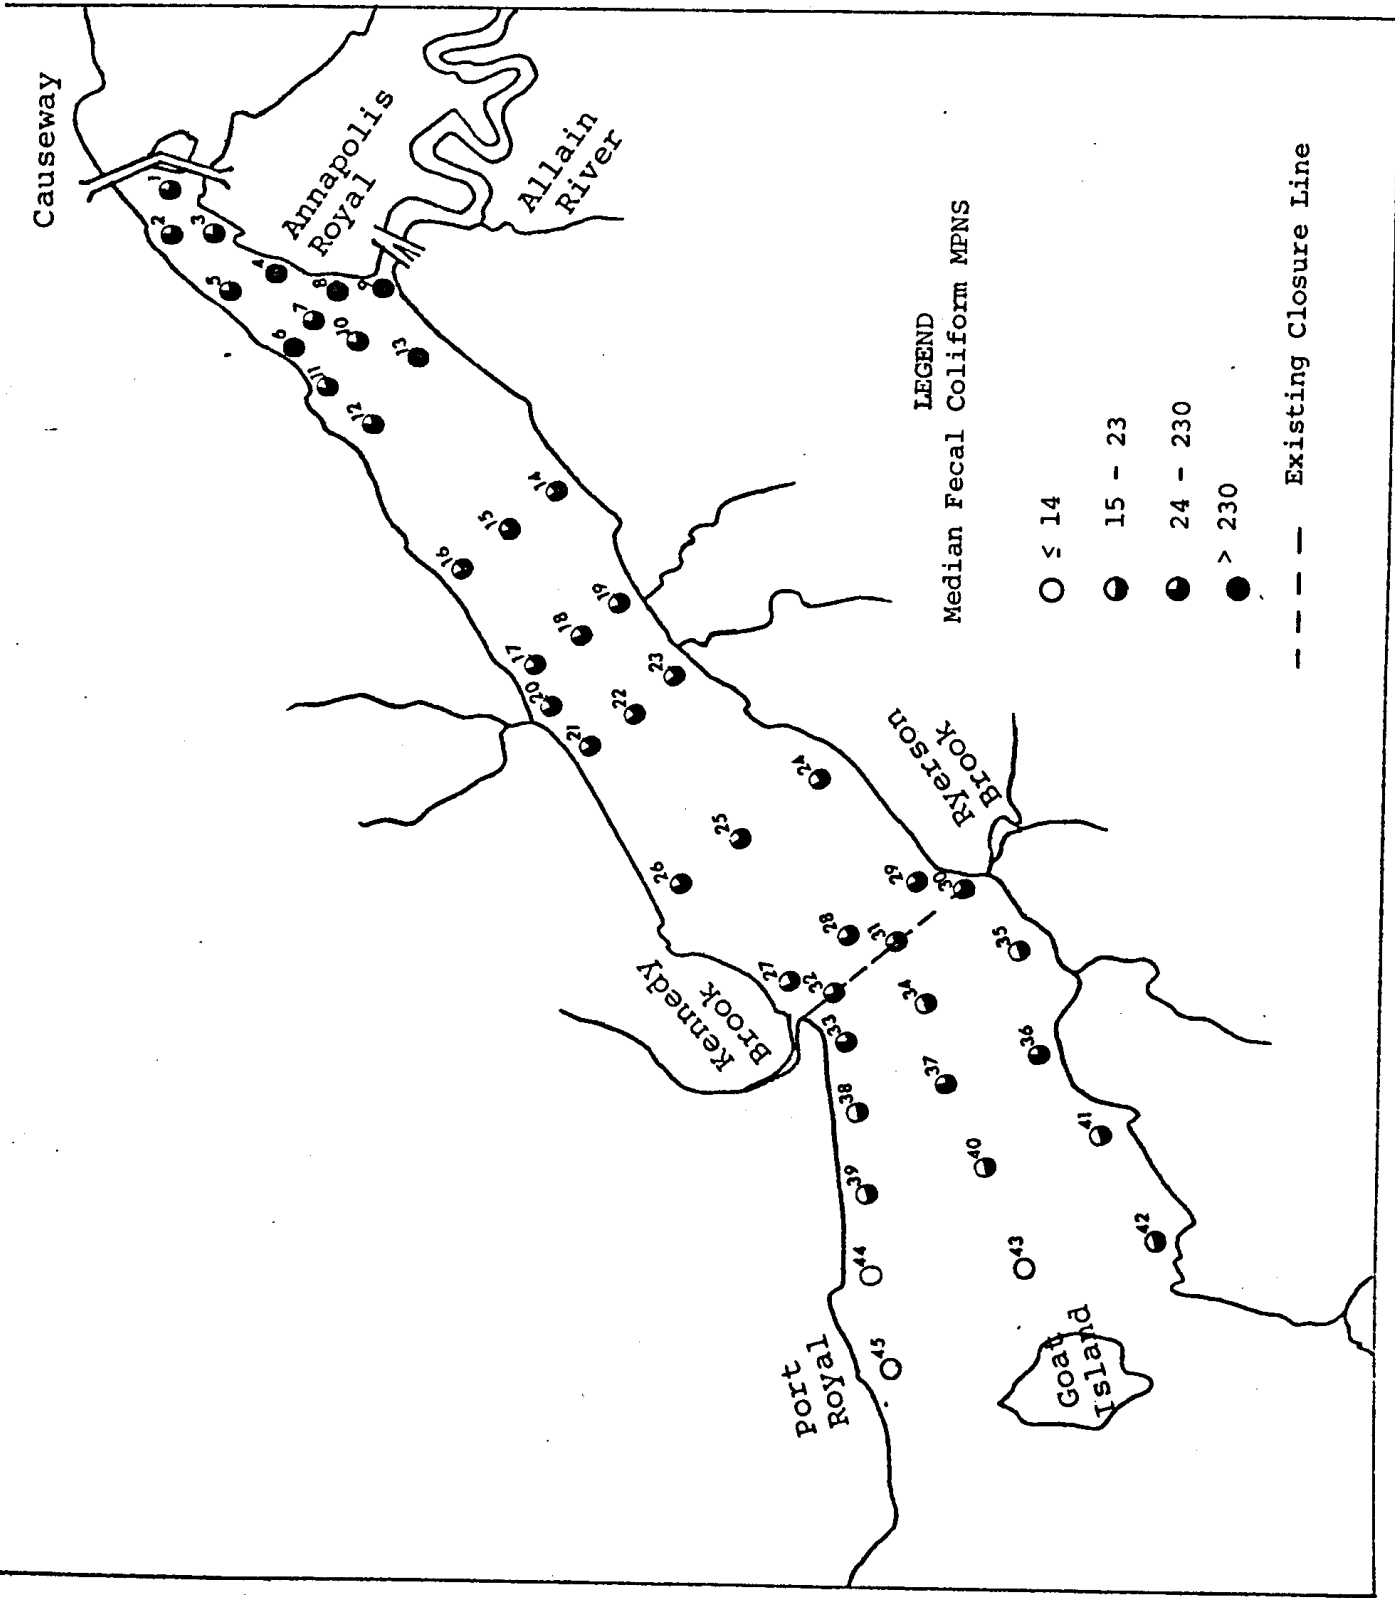 Causeway
Annapolis
Royal
Allain
River
1
2
3
4
5
6
7
8
9
10
11
12
13
14
15
16
17
18
19
20
21
22
23
24
25
26
27
28
29
30
31
32
33
34
35
36
37
38
39
40
41
42
43
44
45
Kennedy
Brook
Ryerson
Brook
Port
Royal
Goat
Island
LEGEND
Median Fecal Coliform MPNS
≤ 14
15 - 23
24 - 230
> 230
Existing Closure Line